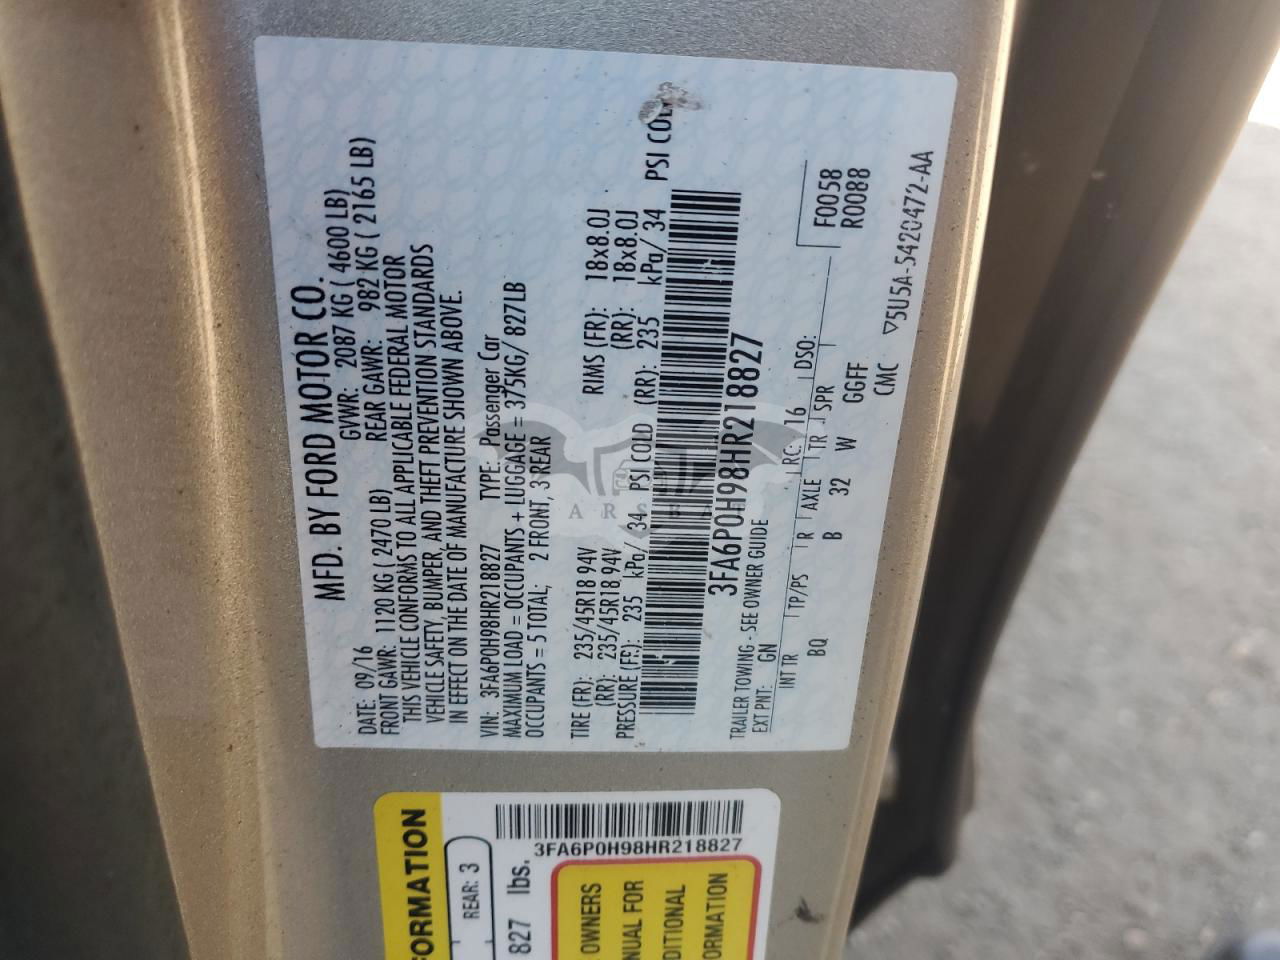 MFD. BY FORD MOTOR CO.
DATE: 09/16 GVWR: 2087 KG ( 4600 LB)
FRONT GAWR: 1120 KG ( 2470 LB) REAR GAWR: 982 KG ( 2165 LB)
THIS VEHICLE CONFORMS TO ALL APPLICABLE FEDERAL MOTOR
VEHICLE SAFETY, BUMPER, AND THEFT PREVENTION STANDARDS
IN EFFECT ON THE DATE OF MANUFACTURE SHOWN ABOVE.
VIN: 3FA6P0H98HR218827 TYPE: Passenger Car
MAXIMUM LOAD = OCCUPANTS + LUGGAGE = 375KG/ 827LB
OCCUPANTS = 5 TOTAL; 2 FRONT, 3 REAR
TIRE (FR): 235/45R18 94V RIMS (FR): 18x8.0J
(RR): 235/45R18 94V (RR): 18x8.0J
PRESSURE (FR): 235 kPa/ 34 PSI COLD (RR): 235 kPa/ 34 PSI COLD
3FA6P0H98HR218827
TRAILER TOWING - SEE OWNER GUIDE
EXT PNT: GN RC: 16 DSO: F0058
R0088
INT TR TP/PS R AXLE TR SPR
BQ B 32 W GGFF
CMC ▽5U5A-5420472-AA
3FA6P0H98HR218827
ORMATION
REAR: 3
827 lbs.
OWNERS
NUAL FOR
DITIONAL
ORMATION